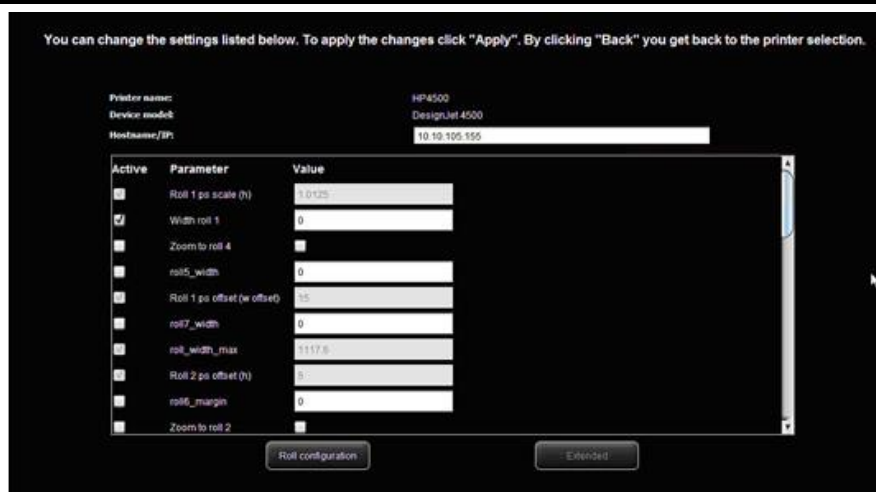 You can change the settings listed below. To apply the changes click "Apply". By clicking "Back" you get back to the printer selection.
Printer name: HP4500
Device model: DesignJet 4500
Hostname/IP: 10.10.105.155
Active Parameter Value
Roll 1 ps scale (h) 1.0125
Width roll 1 0
Zoom to roll 4
roll5_width 0
Roll 1 ps offset (w offset) 15
roll7_width 0
roll_width_max 1117.6
Roll 2 ps offset (h)
roll6_margin 0
Zoom to roll 2
Roll configuration Extended